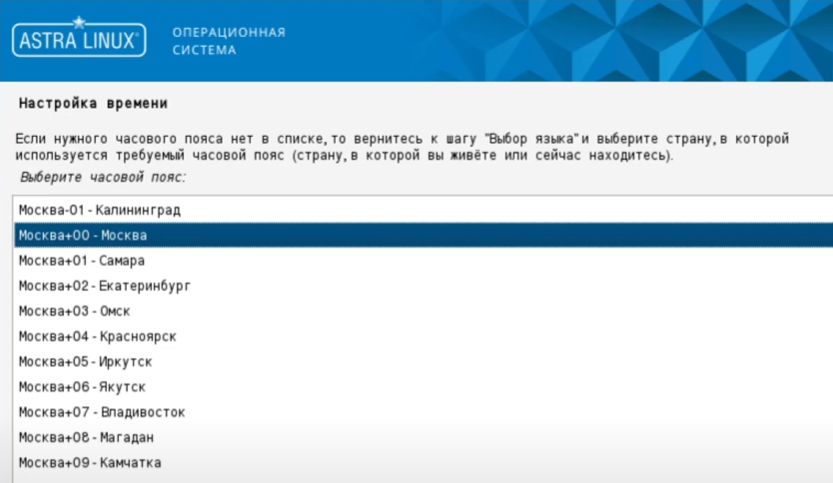 ASTRA LINUX®
ОПЕРАЦИОННАЯ
СИСТЕМА
Настройка времени
Если нужного часового пояса нет в списке, то вернитесь к шагу "Выбор языка" и выберите страну, в которой
используется требуемый часовой пояс (страну, в которой вы живёте или сейчас находитесь).
Выберите часовой пояс:
Москва-01 - Калининград
Москва+00 - Москва
Москва+01 - Самара
Москва+02 - Екатеринбург
Москва+03 - Омск
Москва+04 - Красноярск
Москва+05 - Иркутск
Москва+06 - Якутск
Москва+07 - Владивосток
Москва+08 - Магадан
Москва+09 - Камчатка